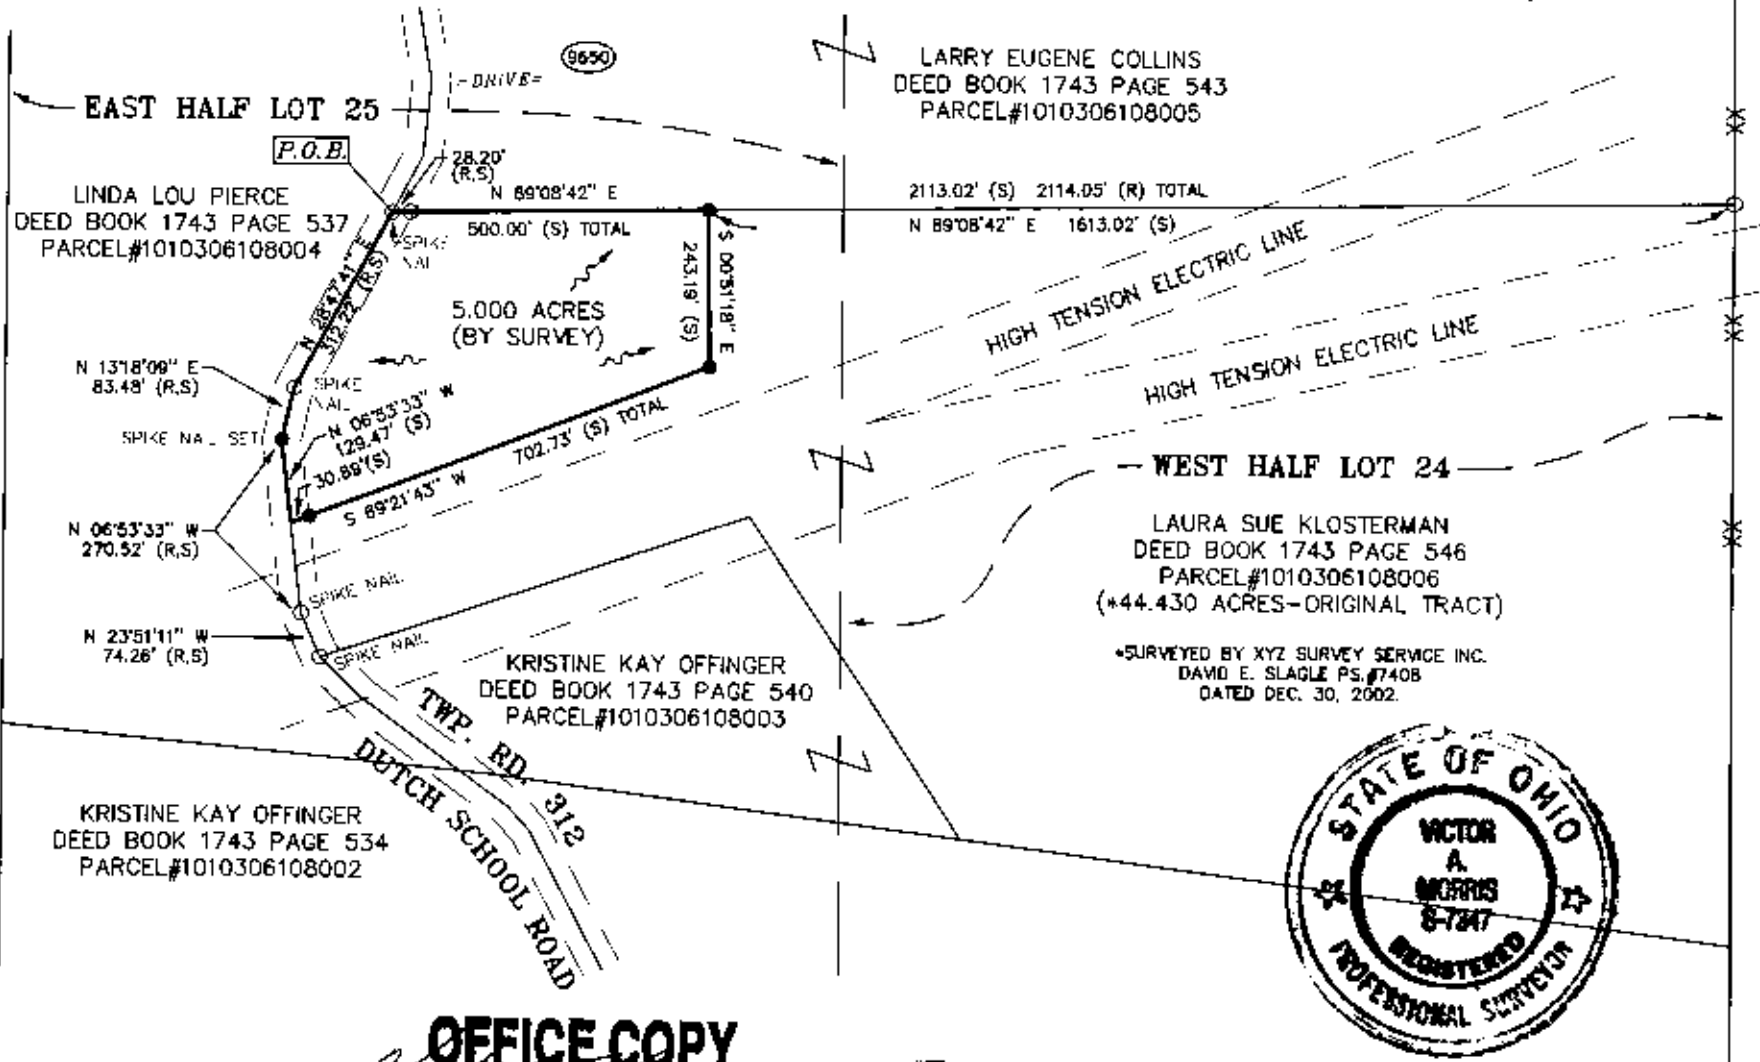 9650
-DRIVE=
EAST HALF LOT 25
LARRY EUGENE COLLINS
DEED BOOK 1743 PAGE 543
PARCEL#1010306108005
P.O.B.
28.20'
(R,S)
LINDA LOU PIERCE
DEED BOOK 1743 PAGE 537
PARCEL#1010306108004
N 89°08'42" E
500.00' (S) TOTAL
2113.02' (S) 2114.05' (R) TOTAL
N 89°08'42" E 1613.02' (S)
SPIKE
NAIL
N 28°47'41" E
312.22' (R,S)
S 00°51'18" E
243.19' (S)
5.000 ACRES
(BY SURVEY)
HIGH TENSION ELECTRIC LINE
HIGH TENSION ELECTRIC LINE
N 13°18'09" E
83.48' (R,S)
SPIKE
NAIL
N 06°53'33" W
129.47' (S)
30.89'(S)
SPIKE NAIL SET
702.73' (S) TOTAL
S 69°21'43" W
WEST HALF LOT 24
N 06°53'33" W
270.52' (R,S)
LAURA SUE KLOSTERMAN
DEED BOOK 1743 PAGE 546
PARCEL#1010306108006
(*44.430 ACRES-ORIGINAL TRACT)
SPIKE NAIL
N 23°51'11" W
74.26' (R,S)
SPIKE NAIL
*SURVEYED BY XYZ SURVEY SERVICE INC.
DAVID E. SLAGLE PS.#7408
DATED DEC. 30, 2002.
KRISTINE KAY OFFINGER
DEED BOOK 1743 PAGE 540
PARCEL#1010306108003
TWP. RD. 312
DUTCH SCHOOL ROAD
KRISTINE KAY OFFINGER
DEED BOOK 1743 PAGE 534
PARCEL#1010306108002
STATE OF OHIO
VICTOR
A.
MORRIS
S-7347
REGISTERED
PROFESSIONAL SURVEYOR
OFFICE COPY